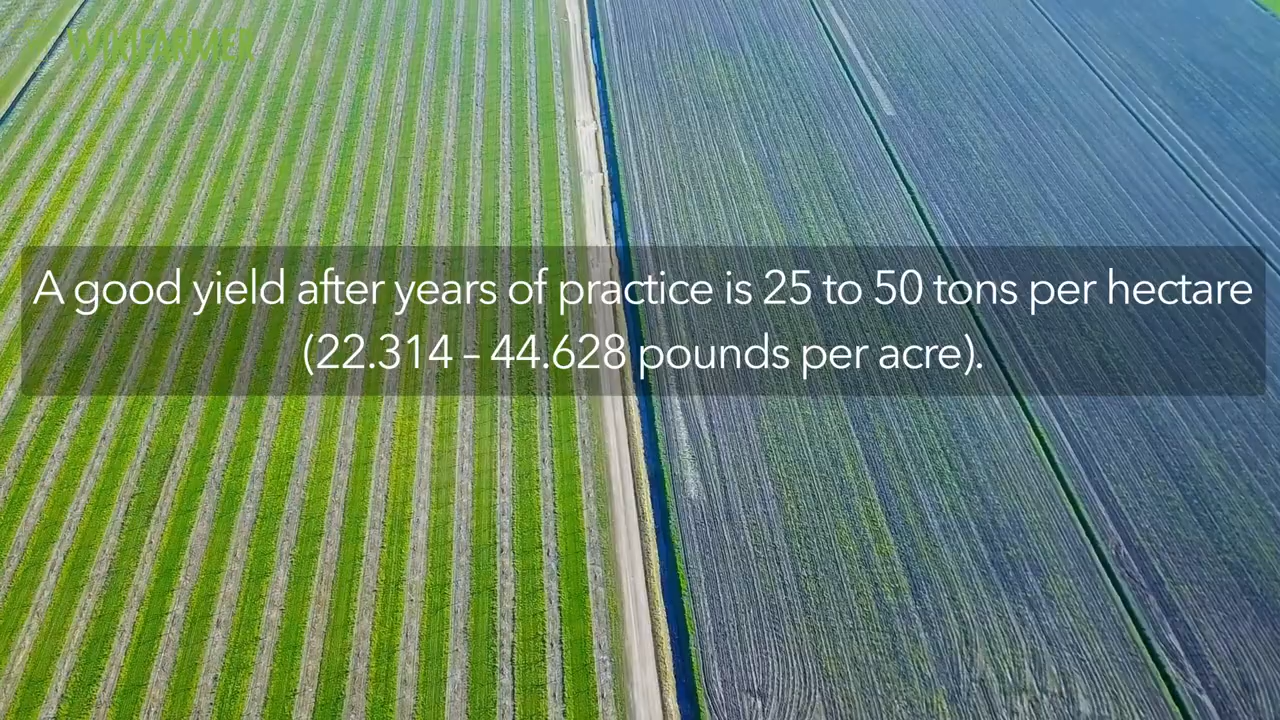 WIKIFARMER
A good yield after years of practice is 25 to 50 tons per hectare
(22.314 – 44.628 pounds per acre).